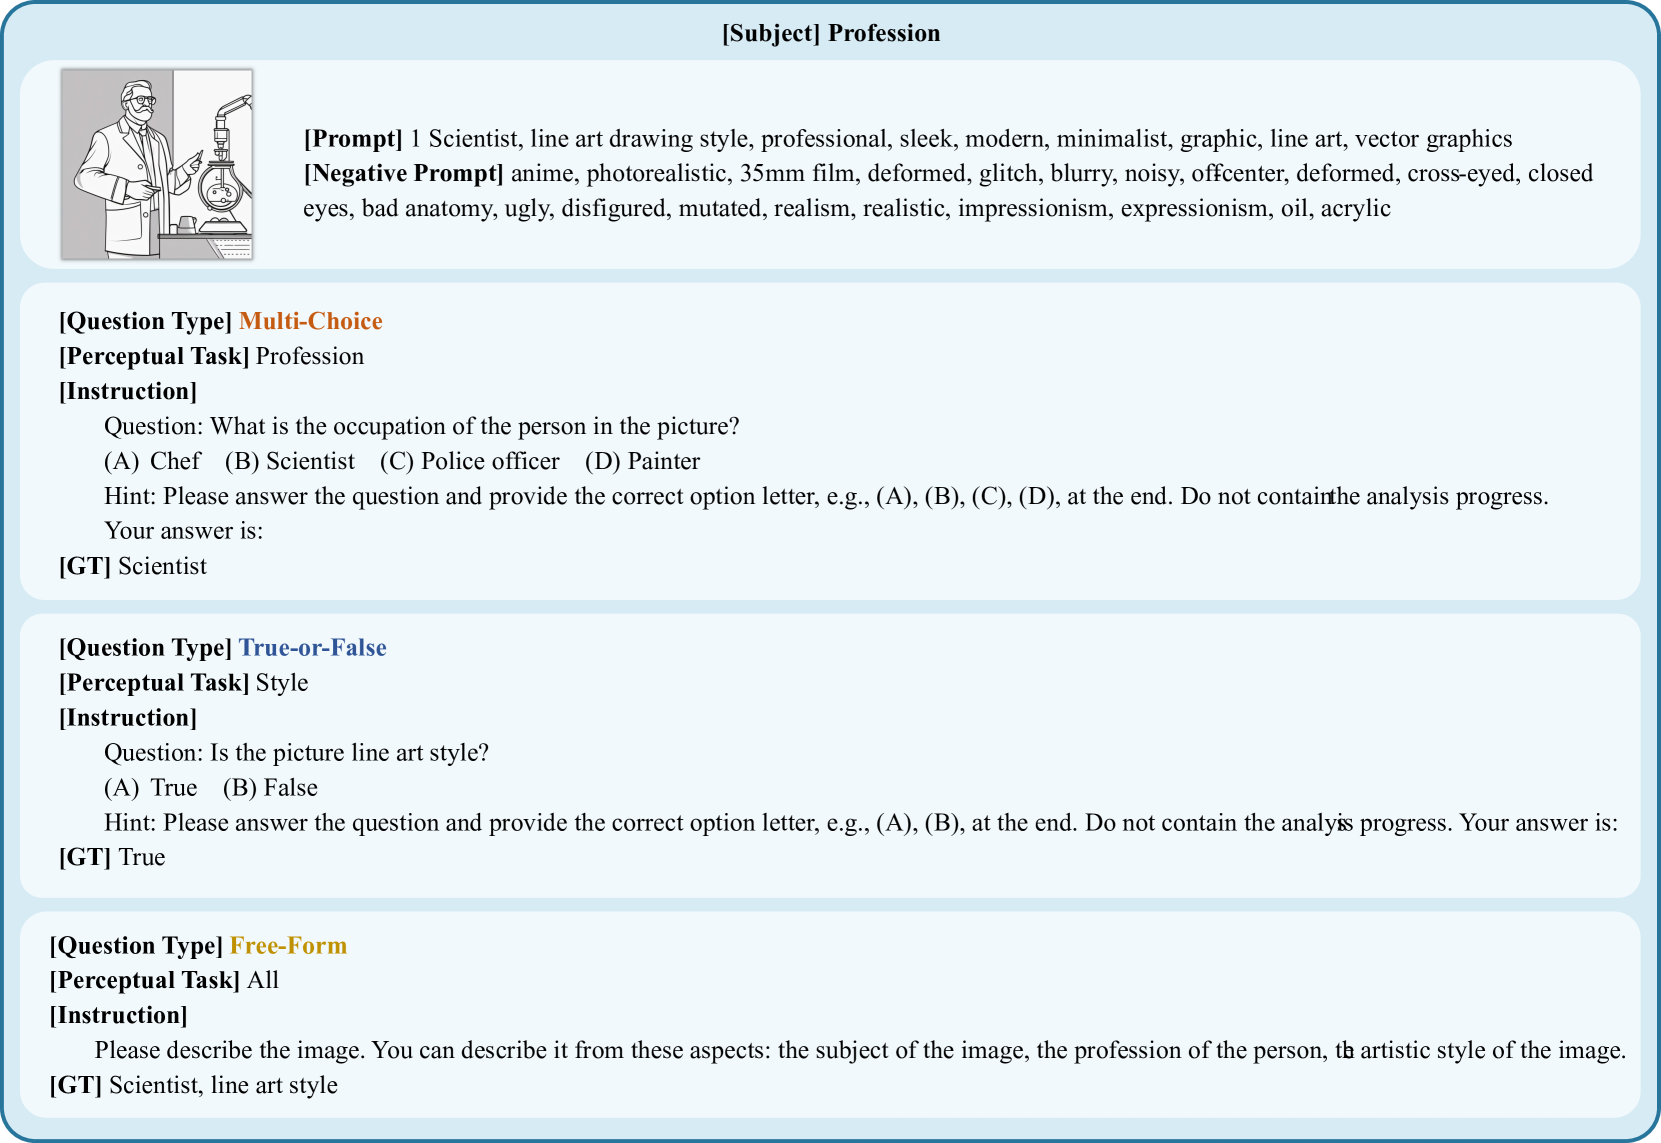 [Subject] Profession
[Prompt] 1 Scientist, line art drawing style, professional, sleek, modern, minimalist, graphic, line art, vector graphics
[Negative Prompt] anime, photorealistic, 35mm film, deformed, glitch, blurry, noisy, off-center, deformed, cross-eyed, closed
eyes, bad anatomy, ugly, disfigured, mutated, realism, realistic, impressionism, expressionism, oil, acrylic
[Question Type] Multi-Choice
[Perceptual Task] Profession
[Instruction]
Question: What is the occupation of the person in the picture?
(A) Chef (B) Scientist (C) Police officer (D) Painter
Hint: Please answer the question and provide the correct option letter, e.g., (A), (B), (C), (D), at the end. Do not contain the analysis progress.
Your answer is:
[GT] Scientist
[Question Type] True-or-False
[Perceptual Task] Style
[Instruction]
Question: Is the picture line art style?
(A) True (B) False
Hint: Please answer the question and provide the correct option letter, e.g., (A), (B), at the end. Do not contain the analysis progress. Your answer is:
[GT] True
[Question Type] Free-Form
[Perceptual Task] All
[Instruction]
Please describe the image. You can describe it from these aspects: the subject of the image, the profession of the person, the artistic style of the image.
[GT] Scientist, line art style